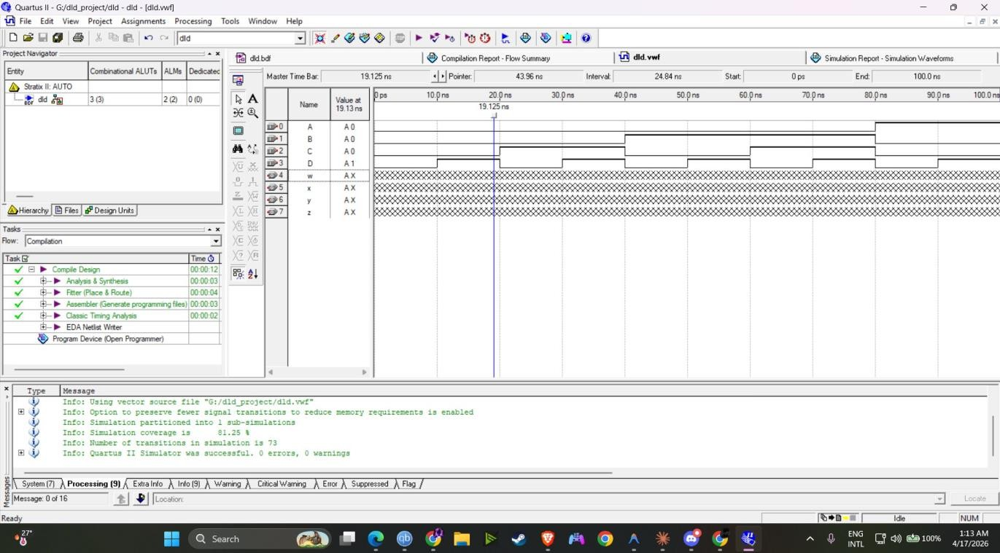 Quartus II - G:/dld_project/dld - dld - [dld.vwf]
File Edit View Project Assignments Processing Tools Window Help
dld
Project Navigator
Entity Combinational ALUTs ALMs Dedicated
Stratix II: AUTO
dld 3 (3) 2 (2) 0 (0)
Hierarchy Files Design Units
Tasks
Flow: Compilation
Task Time
Compile Design 00:00:12
Analysis & Synthesis 00:00:03
Fitter (Place & Route) 00:00:04
Assembler (Generate programming files) 00:00:03
Classic Timing Analysis 00:00:02
EDA Netlist Writer
Program Device (Open Programmer)
dld.bdf Compilation Report - Flow Summary dld.vwf Simulation Report - Simulation Waveforms
Master Time Bar: 19.125 ns Pointer: 43.96 ns Interval: 24.84 ns Start: 0 ps End: 100.0 ns
Name Value at 19.13 ns
0 ps 10.0 ns 20.0 ns 30.0 ns 40.0 ns 50.0 ns 60.0 ns 70.0 ns 80.0 ns 90.0 ns 100.0 ns
19.125 ns
0 A A 0
1 B A 0
2 C A 0
3 D A 1
4 w A X
5 x A X
6 y A X
7 z A X
Type Message
Info: Using vector source file "G:/dld_project/dld.vwf"
Info: Option to preserve fewer signal transitions to reduce memory requirements is enabled
Info: Simulation partitioned into 1 sub-simulations
Info: Simulation coverage is 81.25 %
Info: Number of transitions in simulation is 73
Info: Quartus II Simulator was successful. 0 errors, 0 warnings
System (7) Processing (9) Extra Info Info (9) Warning Critical Warning Error Suppressed Flag
Messages
Message: 0 of 16 Location: Locate
Ready Idle NUM
27° Search ENG INTL 100% 1:13 AM 4/17/2026